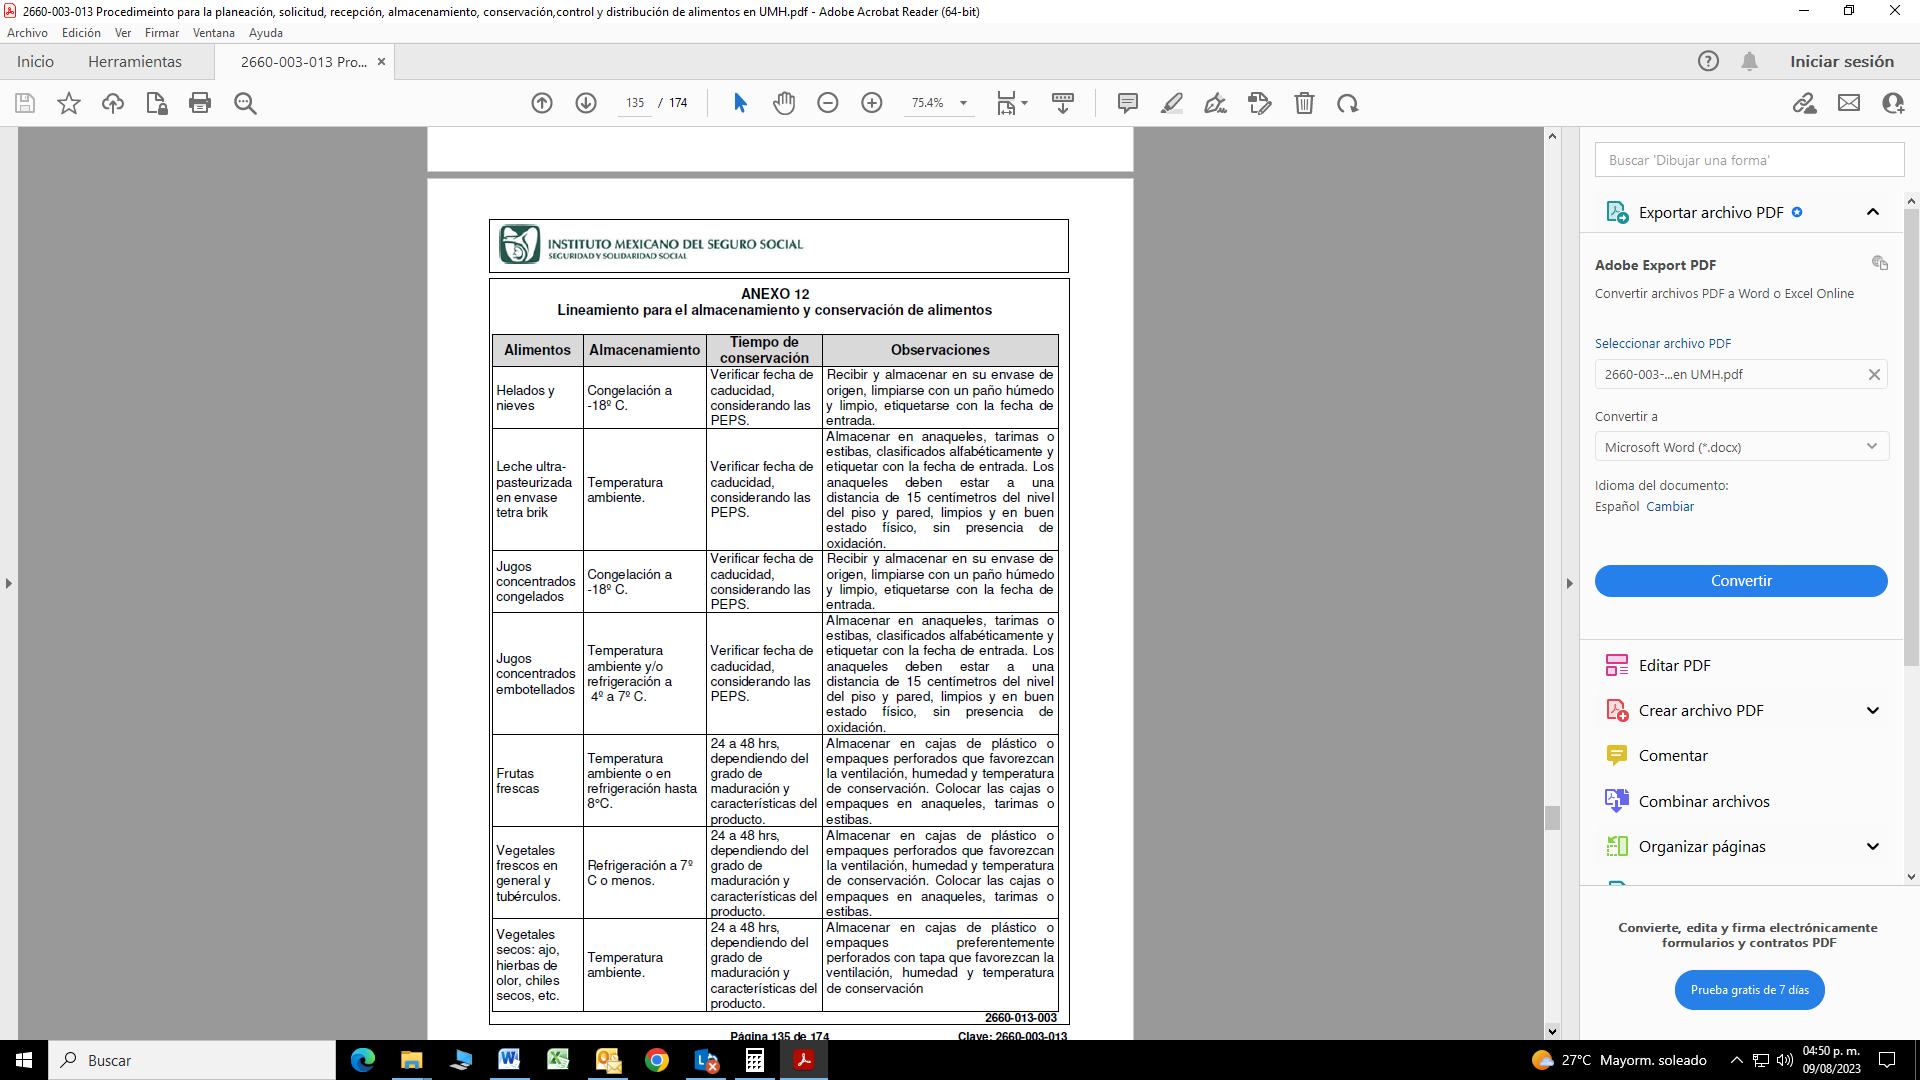 2660-003-013 Procedimeinto para la planeación, solicitud, recepción, almacenamiento, conservación,control y distribución de alimentos en UMH.pdf - Adobe Acrobat Reader (64-bit)
Archivo Edición Ver Firmar Ventana Ayuda
Inicio Herramientas 2660-003-013 Pro... × Iniciar sesión
135 / 174 75.4%
Buscar 'Dibujar una forma'
Exportar archivo PDF
Adobe Export PDF
Convertir archivos PDF a Word o Excel Online
Seleccionar archivo PDF
2660-003-...en UMH.pdf
Convertir a
Microsoft Word (*.docx)
Idioma del documento:
Español Cambiar
Convertir
Editar PDF
Crear archivo PDF
Comentar
Combinar archivos
Organizar páginas
Convierte, edita y firma electrónicamente
formularios y contratos PDF
Prueba gratis de 7 días
INSTITUTO MEXICANO DEL SEGURO SOCIAL
SEGURIDAD Y SOLIDARIDAD SOCIAL
ANEXO 12
Lineamiento para el almacenamiento y conservación de alimentos
Alimentos
Almacenamiento
Tiempo de
conservación
Observaciones
Helados y
nieves
Congelación a
-18º C.
Verificar fecha de
caducidad,
considerando las
PEPS.
Recibir y almacenar en su envase de
origen, limpiarse con un paño húmedo
y limpio, etiquetarse con la fecha de
entrada.
Leche ultra-
pasteurizada
en envase
tetra brik
Temperatura
ambiente.
Verificar fecha de
caducidad,
considerando las
PEPS.
Almacenar en anaqueles, tarimas o
estibas, clasificados alfabéticamente y
etiquetar con la fecha de entrada. Los
anaqueles deben estar a una
distancia de 15 centímetros del nivel
del piso y pared, limpios y en buen
estado físico, sin presencia de
oxidación.
Jugos
concentrados
congelados
Congelación a
-18º C.
Verificar fecha de
caducidad,
considerando las
PEPS.
Recibir y almacenar en su envase de
origen, limpiarse con un paño húmedo
y limpio, etiquetarse con la fecha de
entrada.
Jugos
concentrados
embotellados
Temperatura
ambiente y/o
refrigeración a
4º a 7º C.
Verificar fecha de
caducidad,
considerando las
PEPS.
Almacenar en anaqueles, tarimas o
estibas, clasificados alfabéticamente y
etiquetar con la fecha de entrada. Los
anaqueles deben estar a una
distancia de 15 centímetros del nivel
del piso y pared, limpios y en buen
estado físico, sin presencia de
oxidación.
Frutas
frescas
Temperatura
ambiente o en
refrigeración hasta
8°C.
24 a 48 hrs,
dependiendo del
grado de
maduración y
características del
producto.
Almacenar en cajas de plástico o
empaques perforados que favorezcan
la ventilación, humedad y temperatura
de conservación. Colocar las cajas o
empaques en anaqueles, tarimas o
estibas.
Vegetales
frescos en
general y
tubérculos.
Refrigeración a 7º
C o menos.
24 a 48 hrs,
dependiendo del
grado de
maduración y
características del
producto.
Almacenar en cajas de plástico o
empaques perforados que favorezcan
la ventilación, humedad y temperatura
de conservación. Colocar las cajas o
empaques en anaqueles, tarimas o
estibas.
Vegetales
secos: ajo,
hierbas de
olor, chiles
secos, etc.
Temperatura
ambiente.
24 a 48 hrs,
dependiendo del
grado de
maduración y
características del
producto.
Almacenar en cajas de plástico o
empaques preferentemente
perforados con tapa que favorezcan la
ventilación, humedad y temperatura
de conservación
2660-013-003
Página 135 de 174 Clave: 2660-003-013
Buscar
27°C Mayorm. soleado
04:50 p. m.
09/08/2023